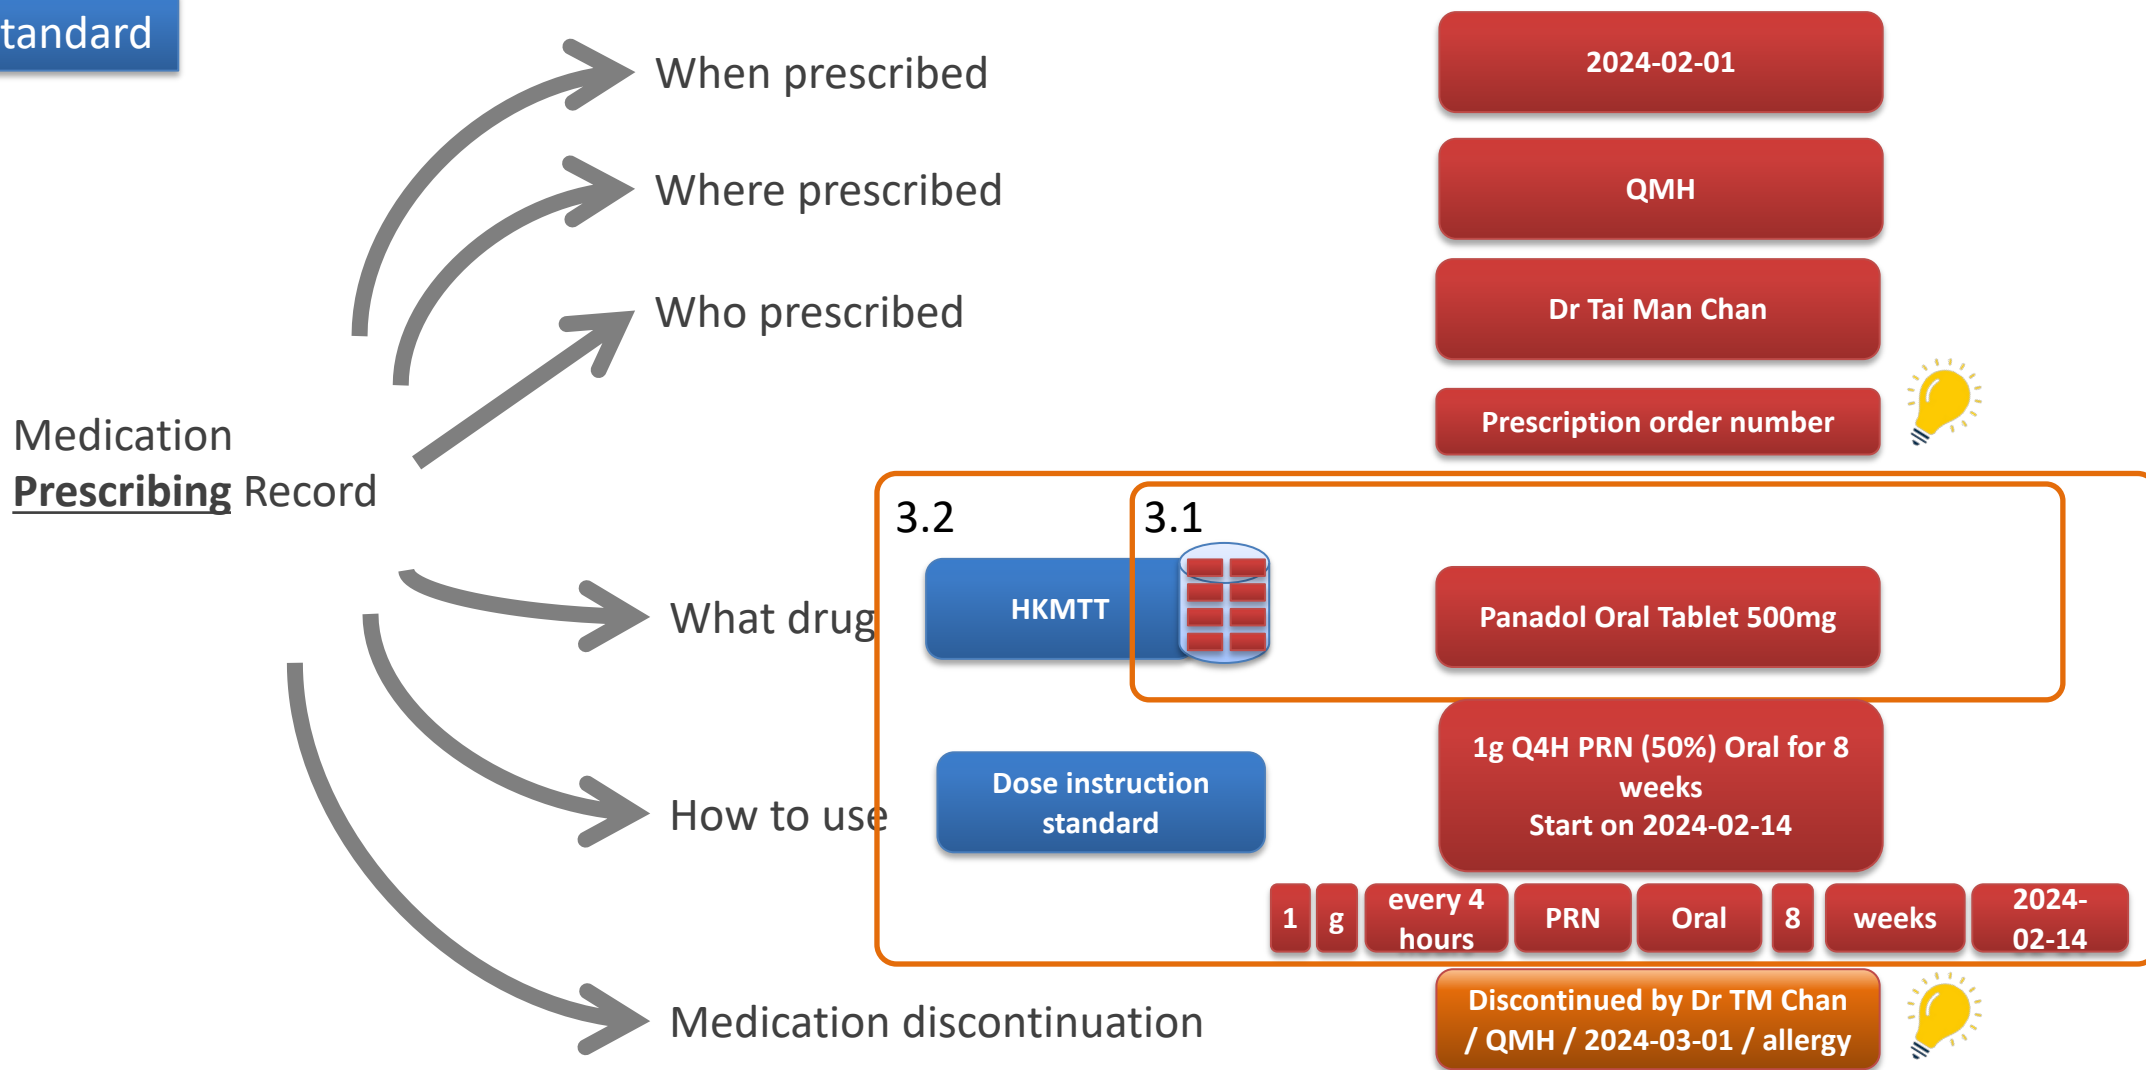 tandard
When prescribed
2024-02-01
Where prescribed
QMH
Who prescribed
Dr Tai Man Chan
Prescription order number
Medication
Prescribing Record
3.2
3.1
What drug
HKMTT
Panadol Oral Tablet 500mg
How to use
Dose instruction
standard
1g Q4H PRN (50%) Oral for 8
weeks
Start on 2024-02-14
1
g
every 4
hours
PRN
Oral
8
weeks
2024-
02-14
Medication discontinuation
Discontinued by Dr TM Chan
/ QMH / 2024-03-01 / allergy